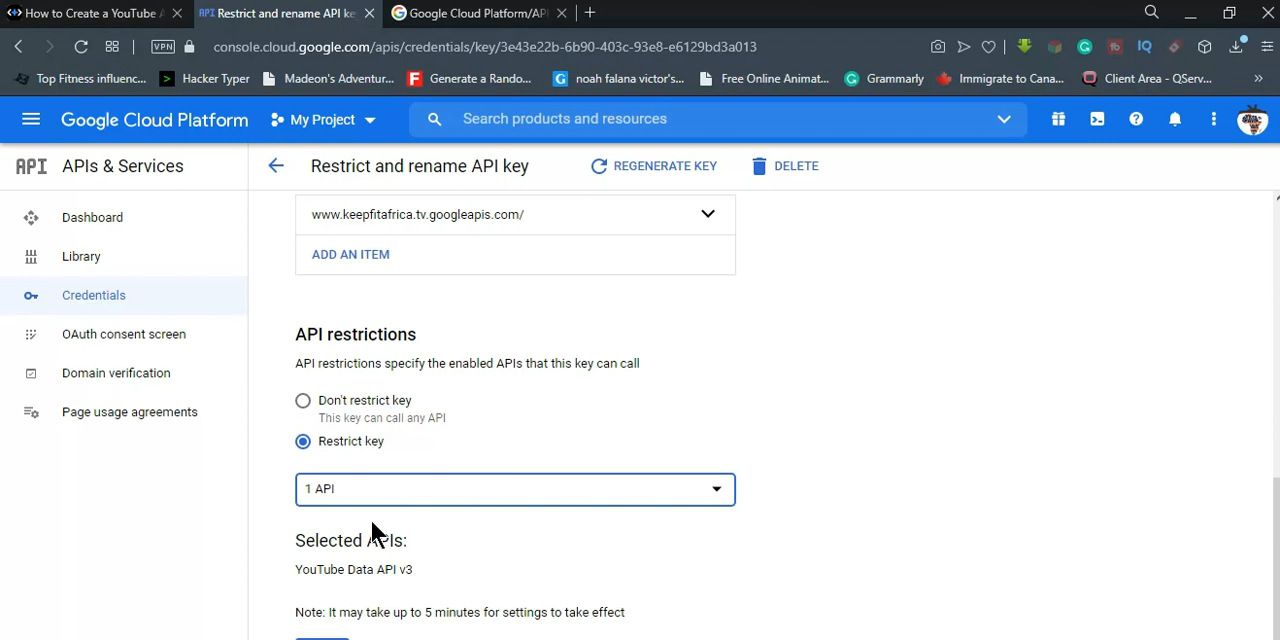 How to Create a YouTube A
API Restrict and rename API ke
Google Cloud Platform/API
VPN
console.cloud.google.com/apis/credentials/key/3e43e22b-6b90-403c-93e8-e6129bd3a013
IQ
Top Fitness influenc...
Hacker Typer
Madeon's Adventur...
Generate a Rando...
noah falana victor's...
Free Online Animat...
Grammarly
Immigrate to Cana...
Client Area - QServ...
Google Cloud Platform
My Project
Search products and resources
API APIs & Services
Restrict and rename API key
REGENERATE KEY
DELETE
Dashboard
Library
Credentials
OAuth consent screen
Domain verification
Page usage agreements
www.keepfitafrica.tv.googleapis.com/
ADD AN ITEM
API restrictions
API restrictions specify the enabled APIs that this key can call
Don't restrict key
This key can call any API
Restrict key
1 API
Selected APIs:
YouTube Data API v3
Note: It may take up to 5 minutes for settings to take effect